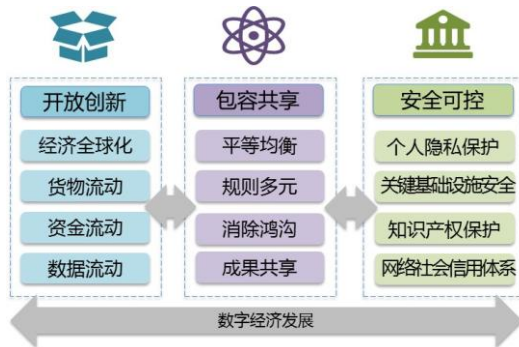 开放创新
经济全球化
货物流动
资金流动
数据流动
包容共享
平等均衡
规则多元
消除鸿沟
成果共享
安全可控
个人隐私保护
关键基础设施安全
知识产权保护
网络社会信用体系
数字经济发展